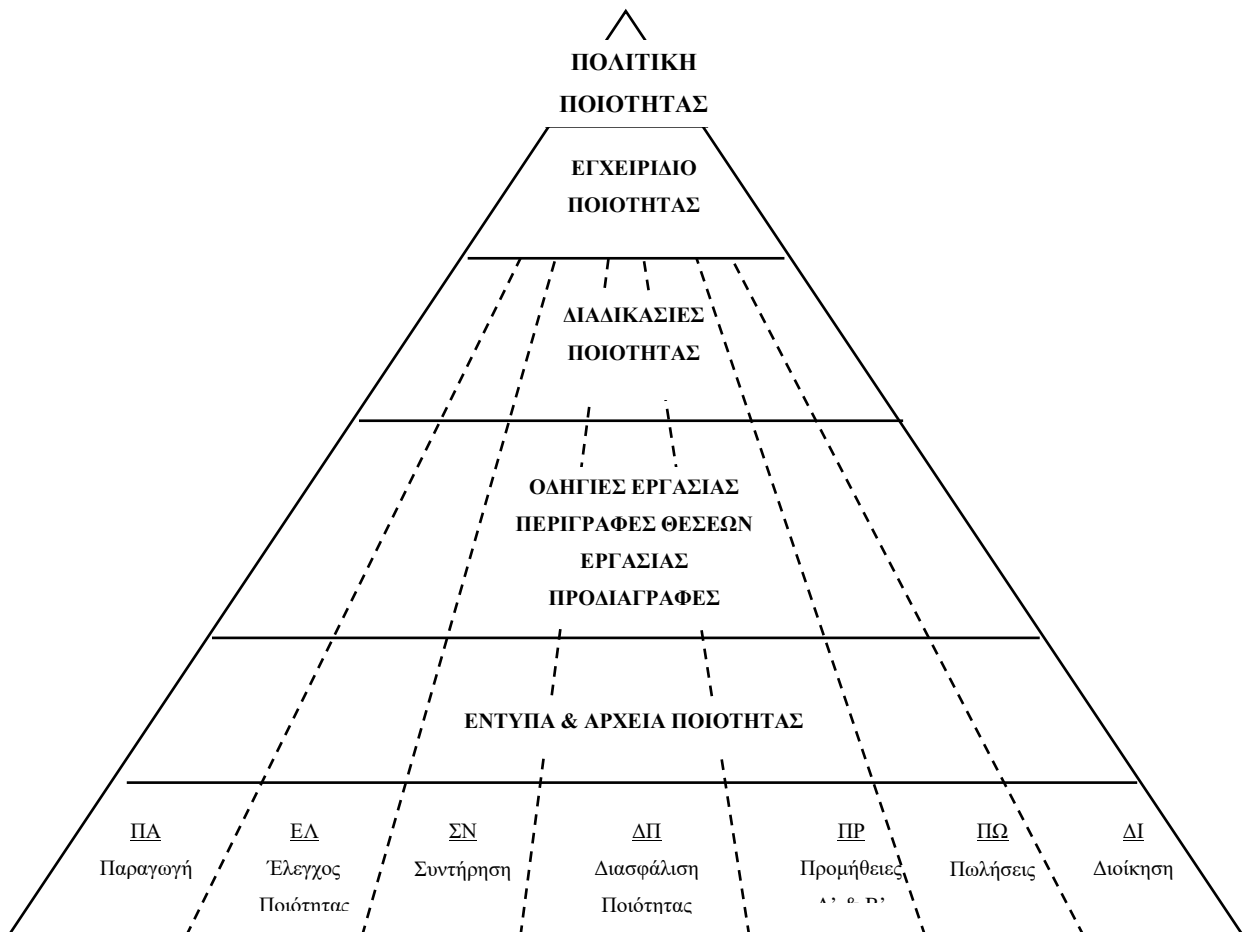 ΠΟΛΙΤΙΚΗ
ΠΟΙΟΤΗΤΑΣ
ΕΓΧΕΙΡΙΔΙΟ
ΠΟΙΟΤΗΤΑΣ
ΔΙΑΔΙΚΑΣΙΕΣ
ΠΟΙΟΤΗΤΑΣ
ΟΔΗΓΙΕΣ ΕΡΓΑΣΙΑΣ
ΠΕΡΙΓΡΑΦΕΣ ΘΕΣΕΩΝ
ΕΡΓΑΣΙΑΣ
ΠΡΟΔΙΑΓΡΑΦΕΣ
ΕΝΤΥΠΑ & ΑΡΧΕΙΑ ΠΟΙΟΤΗΤΑΣ
ΠΑ
Παραγωγή
ΕΛ
Έλεγχος
Ποιότητας
ΣΝ
Συντήρηση
ΔΠ
Διασφάλιση
Ποιότητας
ΠΡ
Προμήθειες
ΠΩ
Πωλήσεις
ΔΙ
Διοίκηση